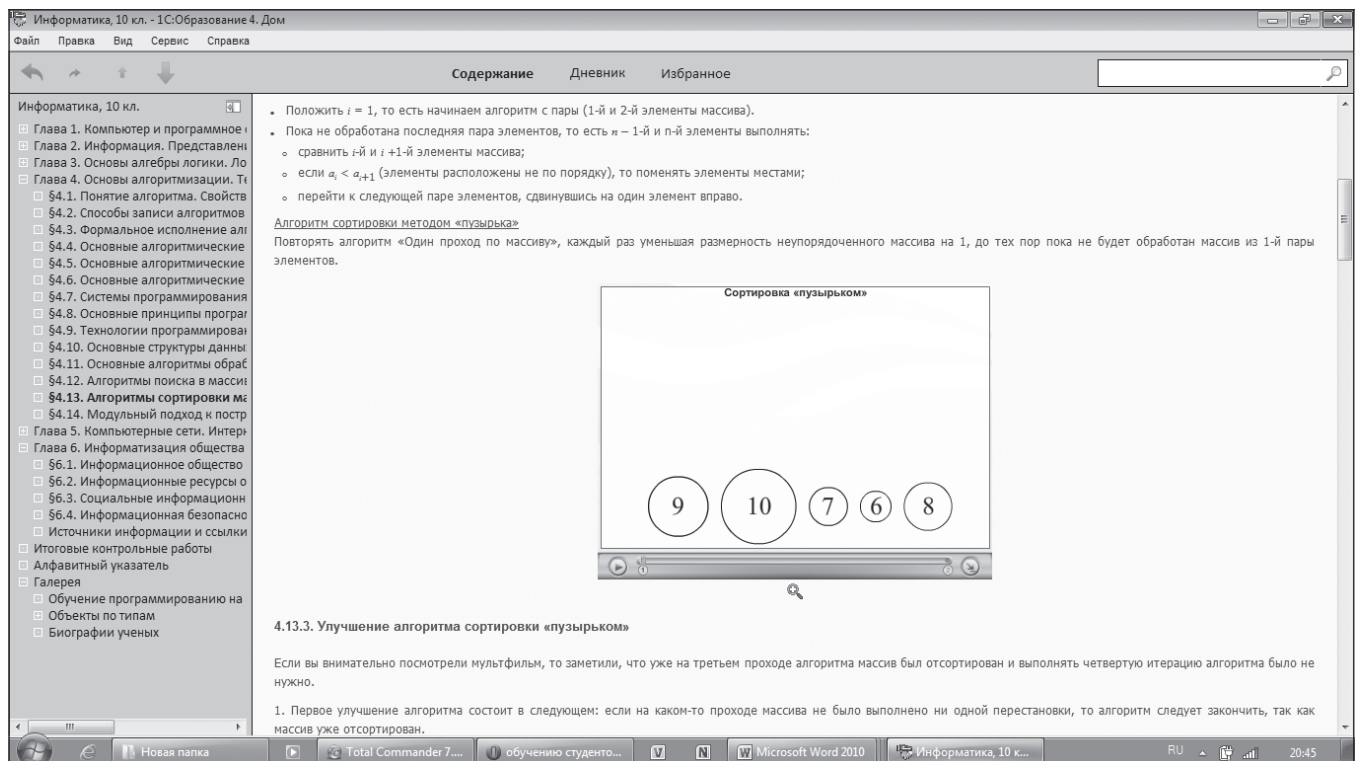 Информатика, 10 кл. - 1С:Образование 4. Дом
Файл Правка Вид Сервис Справка
Содержание Дневник Избранное
Информатика, 10 кл.
Глава 1. Компьютер и программное
Глава 2. Информация. Представлени
Глава 3. Основы алгебры логики. Ло
Глава 4. Основы алгоритмизации. Те
§4.1. Понятие алгоритма. Свойств
§4.2. Способы записи алгоритмов
§4.3. Формальное исполнение алг
§4.4. Основные алгоритмические
§4.5. Основные алгоритмические
§4.6. Основные алгоритмические
§4.7. Системы программирования
§4.8. Основные принципы програм
§4.9. Технологии программирован
§4.10. Основные структуры данны
§4.11. Основные алгоритмы обраб
§4.12. Алгоритмы поиска в массив
§4.13. Алгоритмы сортировки ма
§4.14. Модульный подход к постр
Глава 5. Компьютерные сети. Интерн
Глава 6. Информатизация общества
§6.1. Информационное общество
§6.2. Информационные ресурсы о
§6.3. Социальные информационн
§6.4. Информационная безопасно
Источники информации и ссылки
Итоговые контрольные работы
Алфавитный указатель
Галерея
Обучение программированию на
Объекты по типам
Биографии ученых
• Положить i = 1, то есть начинаем алгоритм с пары (1-й и 2-й элементы массива).
• Пока не обработана последняя пара элементов, то есть n – 1-й и n-й элементы выполнять:
◦ сравнить i-й и i +1-й элементы массива;
◦ если aᵢ < aᵢ₊₁ (элементы расположены не по порядку), то поменять элементы местами;
◦ перейти к следующей паре элементов, сдвинувшись на один элемент вправо.
Алгоритм сортировки методом «пузырька»
Повторять алгоритм «Один проход по массиву», каждый раз уменьшая размерность неупорядоченного массива на 1, до тех пор пока не будет обработан массив из 1-й пары
элементов.
Сортировка «пузырьком»
9 10 7 6 8
1 2
4.13.3. Улучшение алгоритма сортировки «пузырьком»
Если вы внимательно посмотрели мультфильм, то заметили, что уже на третьем проходе алгоритма массив был отсортирован и выполнять четвертую итерацию алгоритма было не
нужно.
1. Первое улучшение алгоритма состоит в следующем: если на каком-то проходе массива не было выполнено ни одной перестановки, то алгоритм следует закончить, так как
массив уже отсортирован.
Новая папка Total Commander 7.... обучению студенто... V N Microsoft Word 2010 Информатика, 10 к... RU 20:45